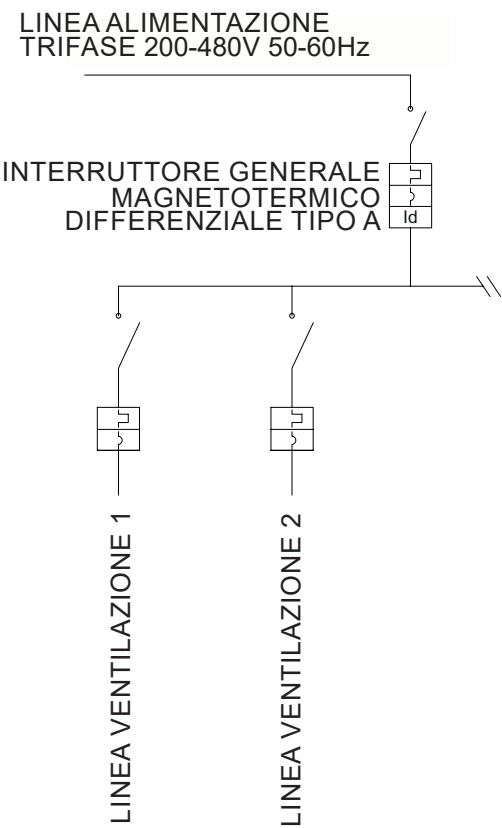 LINEA ALIMENTAZIONE
TRIFASE 200-480V 50-60Hz
INTERRUTTORE GENERALE
MAGNETOTERMICO
DIFFERENZIALE TIPO A
Id
LINEA VENTILAZIONE 1
LINEA VENTILAZIONE 2